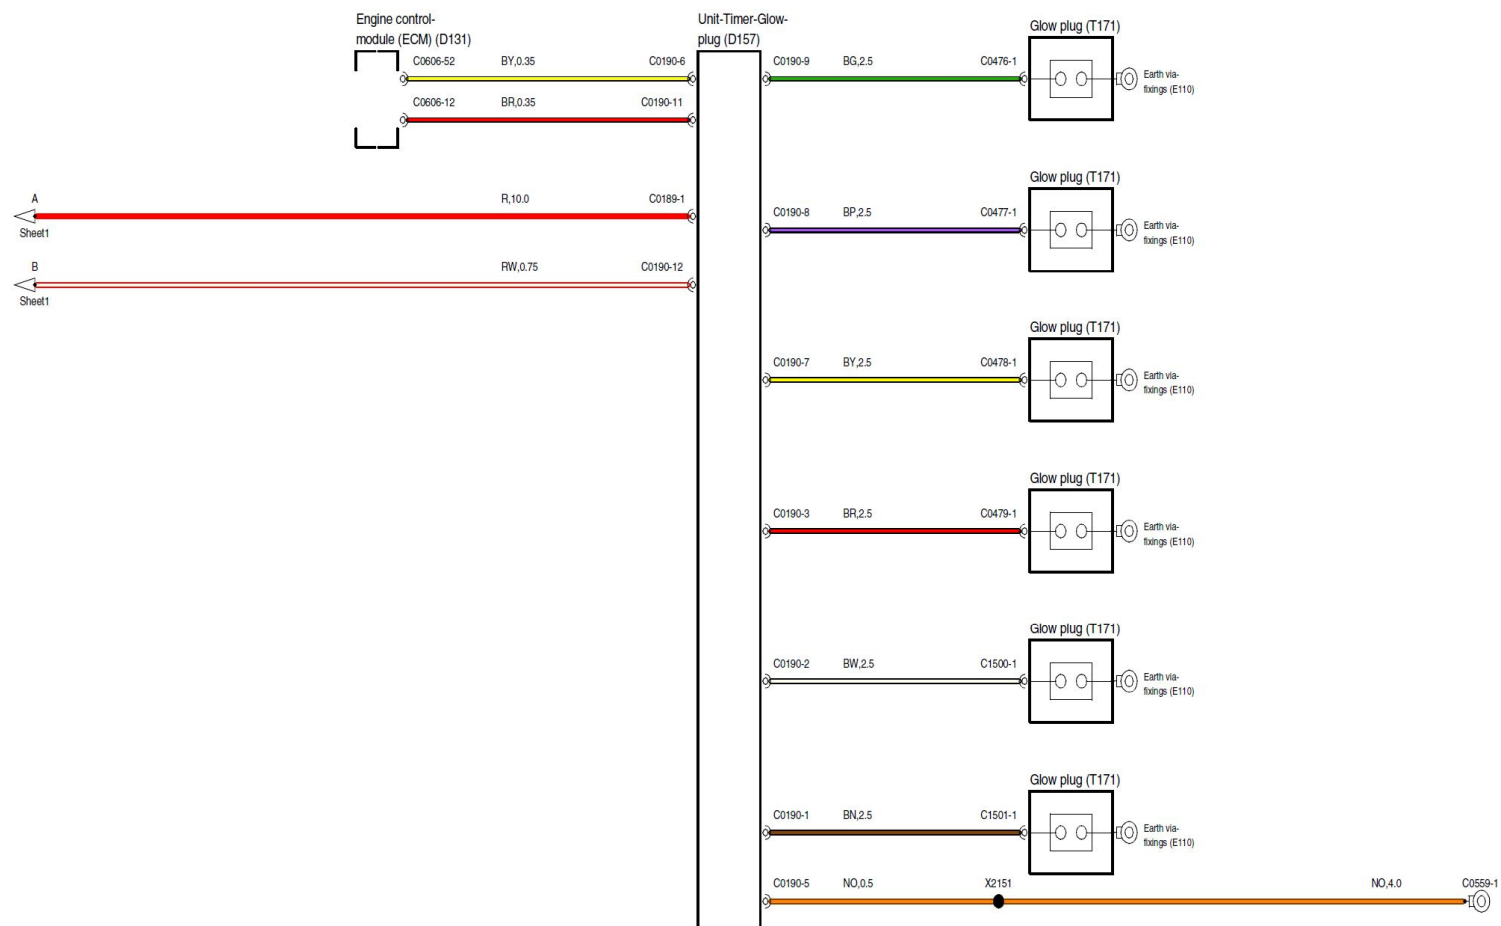 Engine control-
module (ECM) (D131)
Unit-Timer-Glow-
plug (D157)
Glow plug (T171)
C0606-52 BY,0.35 C0190-6
C0190-9 BG,2.5 C0476-1
Earth via-
fixings (E110)
C0606-12 BR,0.35 C0190-11
Glow plug (T171)
A R,10.0 C0189-1
Sheet1
C0190-8 BP,2.5 C0477-1
Earth via-
fixings (E110)
B RW,0.75 C0190-12
Sheet1
Glow plug (T171)
C0190-7 BY,2.5 C0478-1
Earth via-
fixings (E110)
Glow plug (T171)
C0190-3 BR,2.5 C0479-1
Earth via-
fixings (E110)
Glow plug (T171)
C0190-2 BW,2.5 C1500-1
Earth via-
fixings (E110)
Glow plug (T171)
C0190-1 BN,2.5 C1501-1
Earth via-
fixings (E110)
C0190-5 NO,0.5 X2151 NO,4.0 C0559-1